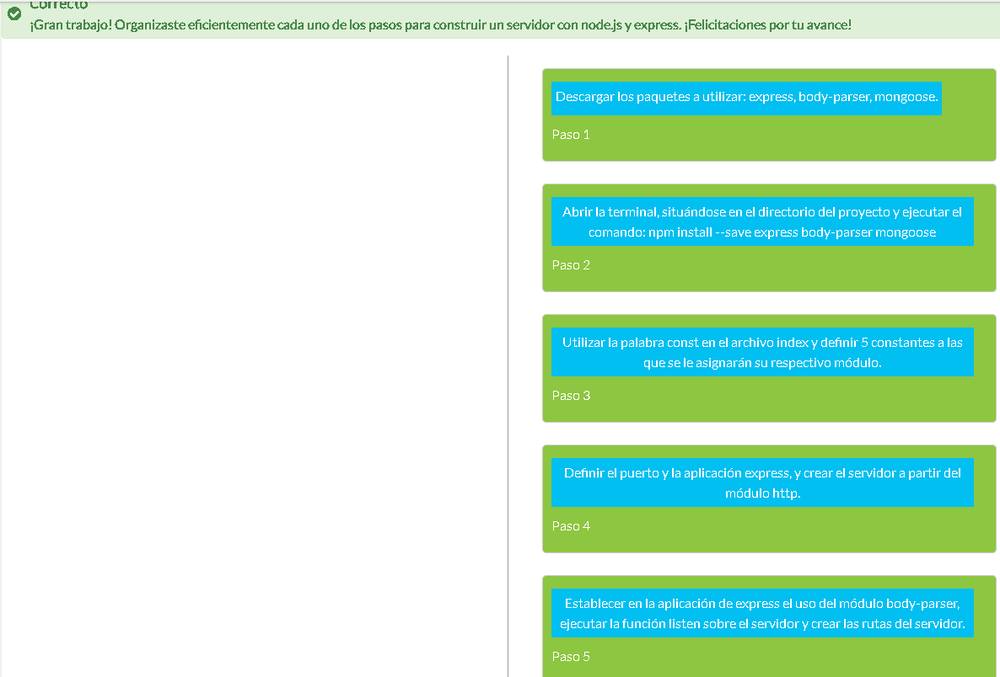 Correcto
¡Gran trabajo! Organizaste eficientemente cada uno de los pasos para construir un servidor con node.js y express. ¡Felicitaciones por tu avance!
Descargar los paquetes a utilizar: express, body-parser, mongoose.
Paso 1
Abrir la terminal, situándose en el directorio del proyecto y ejecutar el
comando: npm install --save express body-parser mongoose
Paso 2
Utilizar la palabra const en el archivo index y definir 5 constantes a las
que se le asignarán su respectivo módulo.
Paso 3
Definir el puerto y la aplicación express, y crear el servidor a partir del
módulo http.
Paso 4
Establecer en la aplicación de express el uso del módulo body-parser,
ejecutar la función listen sobre el servidor y crear las rutas del servidor.
Paso 5